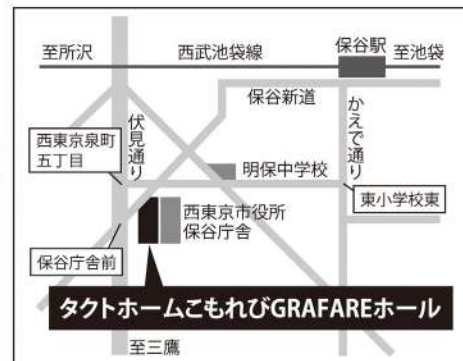 至所沢
西武池袋線
保谷駅
至池袋
保谷新道
かえで通り
伏見通り
西東京泉町
五丁目
明保中学校
東小学校東
西東京市役所
保谷庁舎
保谷庁舎前
タクトホームこもれびGRAFAREホール
至三鷹